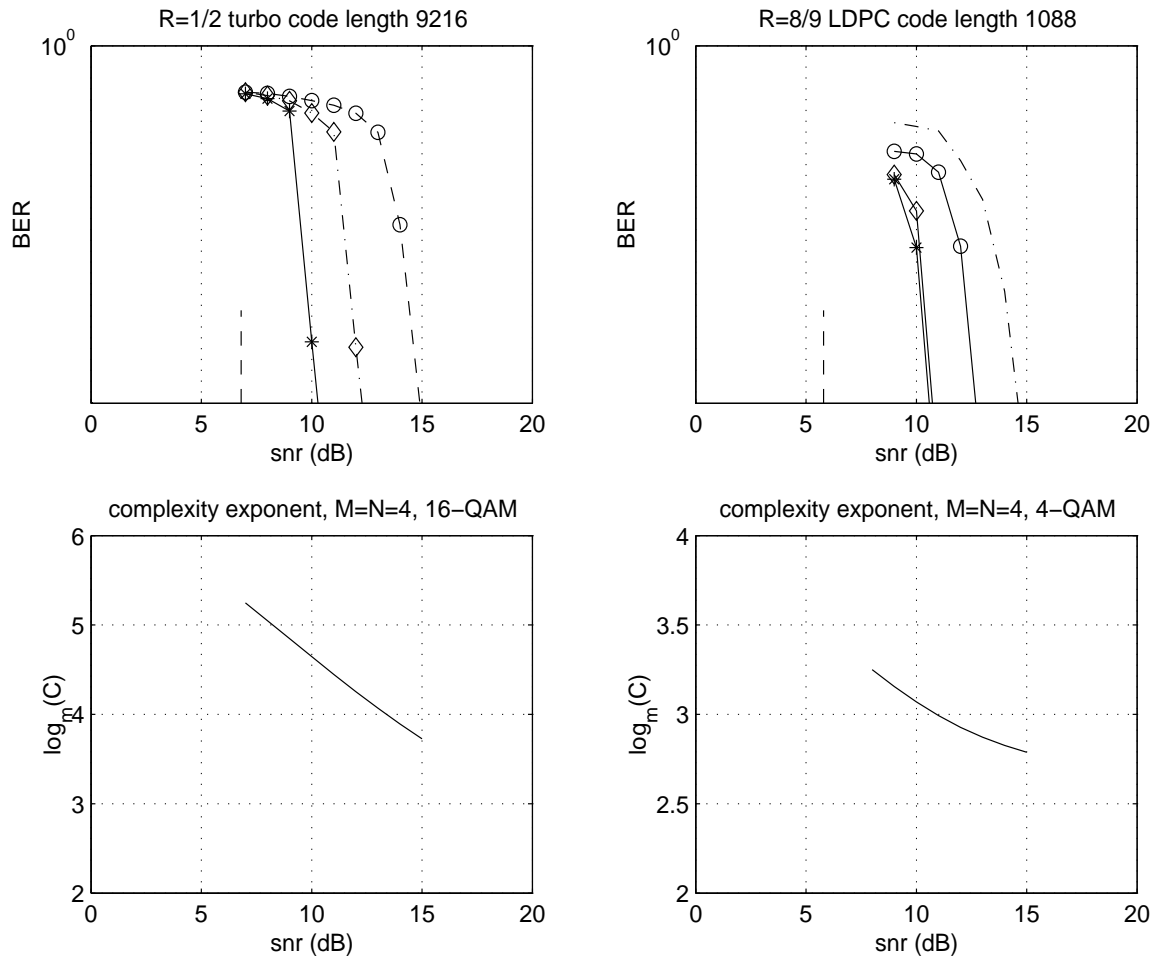 R=1/2 turbo code length 9216
10^0
BER
0 5 10 15 20
snr (dB)
R=8/9 LDPC code length 1088
10^0
BER
0 5 10 15 20
snr (dB)
complexity exponent, M=N=4, 16−QAM
6
5
4
3
2
log_m(C)
0 5 10 15 20
snr (dB)
complexity exponent, M=N=4, 4−QAM
4
3.5
3
2.5
2
log_m(C)
0 5 10 15 20
snr (dB)